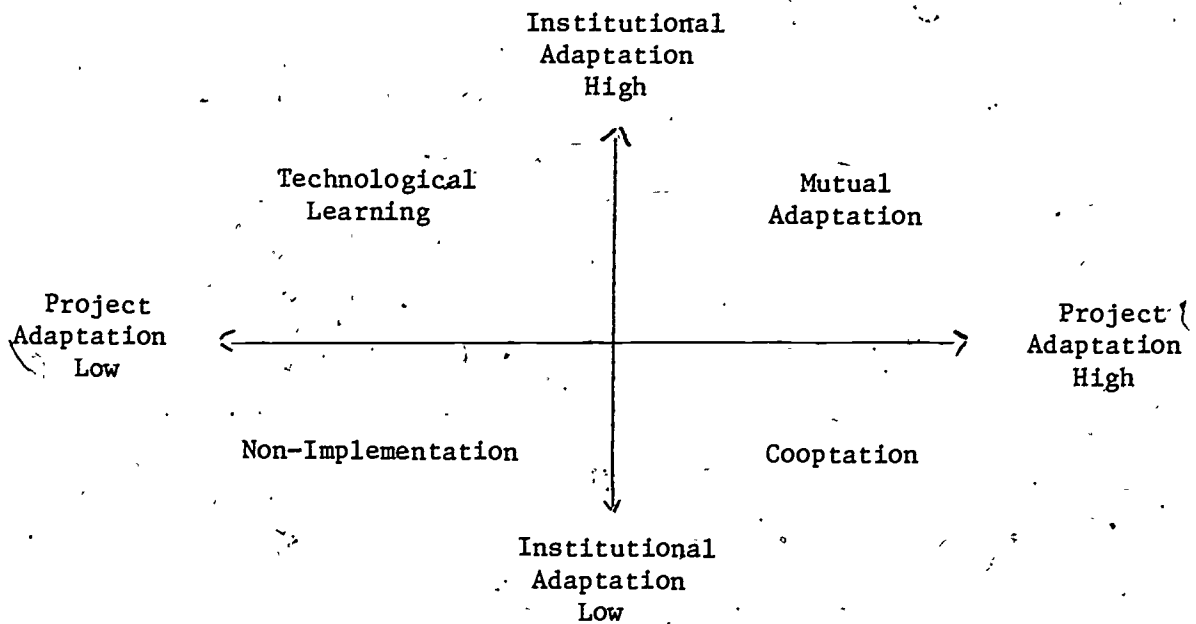 Institutional
Adaptation
High
Technological
Learning
Mutual
Adaptation
Project
Adaptation
Low
Project
Adaptation
High
Non-Implementation
Cooptation
Institutional
Adaptation
Low